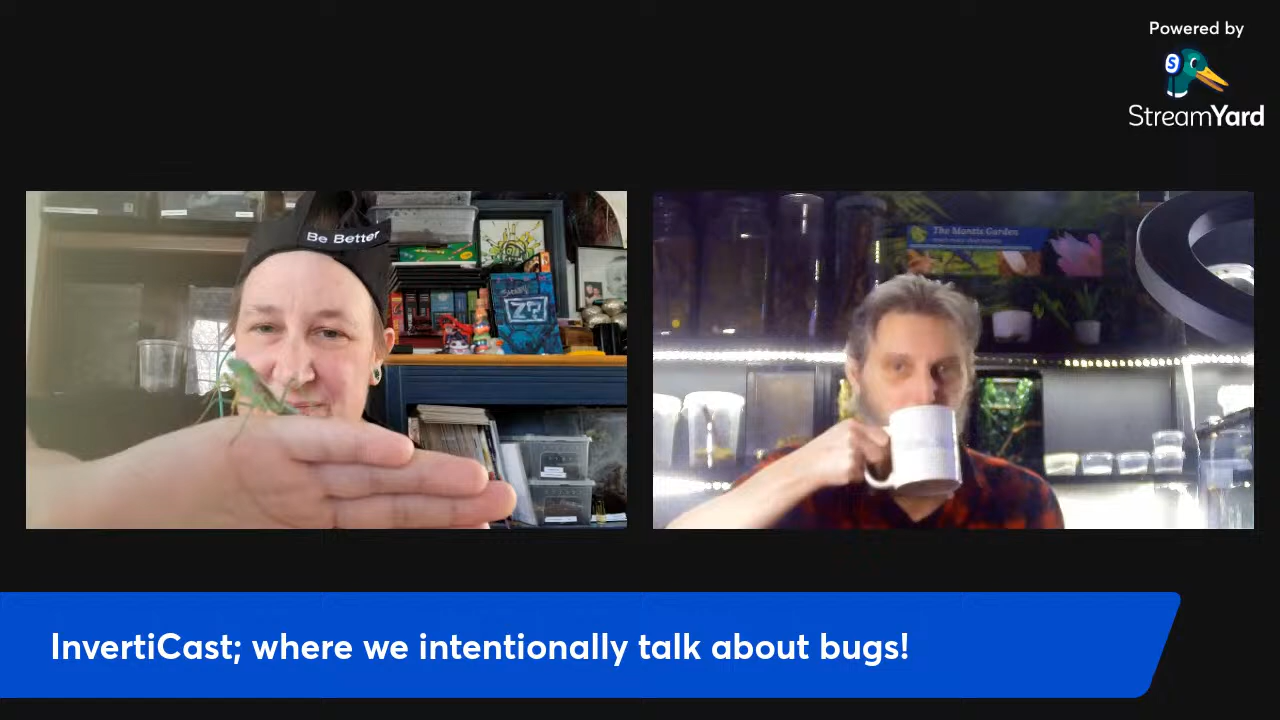 Powered by
S
StreamYard
Be Better
The Mantis Garden
Z?!
InvertiCast; where we intentionally talk about bugs!